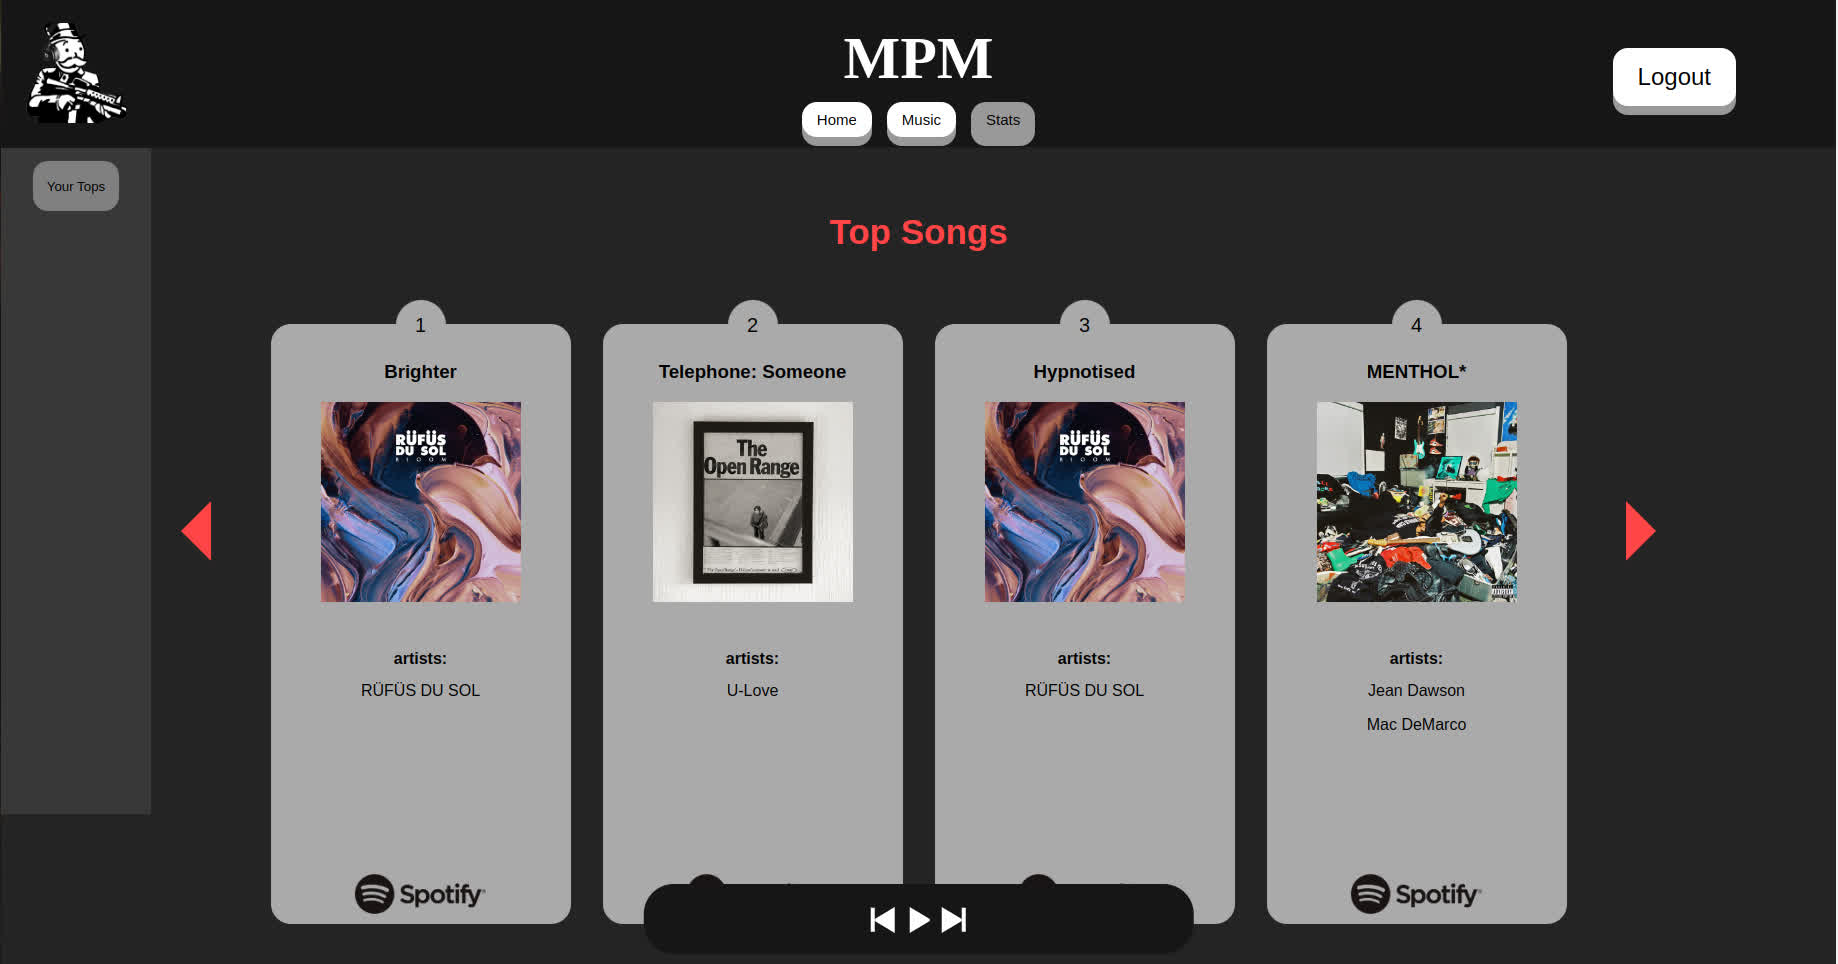 MPM
Logout
Home
Music
Stats
Your Tops
Top Songs
1
2
3
4
Brighter
Telephone: Someone
Hypnotised
MENTHOL*
RÜFÜS
DU SOL
BLOOM
The
Open Range
RÜFÜS
DU SOL
BLOOM
artists:
RÜFÜS DU SOL
artists:
U-Love
artists:
RÜFÜS DU SOL
artists:
Jean Dawson
Mac DeMarco
Spotify
Spotify